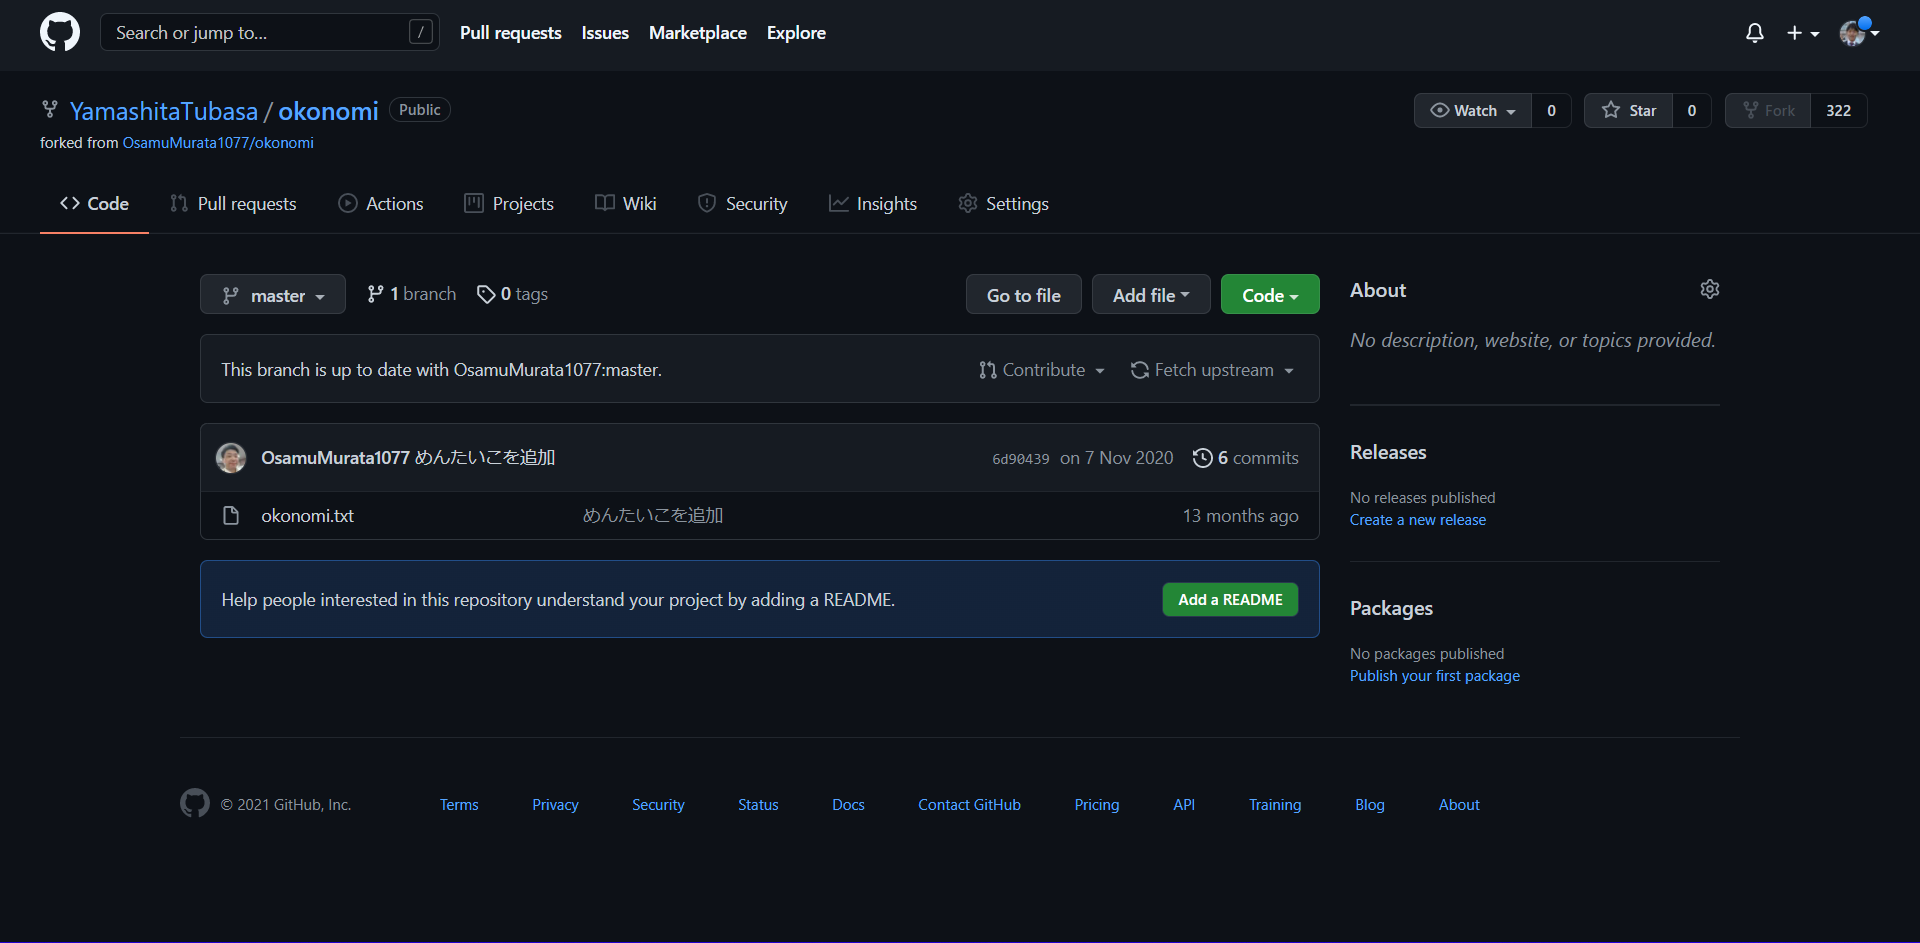 Search or jump to... /
Pull requests Issues Marketplace Explore
YamashitaTubasa / okonomi Public
Watch 0 Star 0 Fork 322
forked from OsamuMurata1077/okonomi
Code Pull requests Actions Projects Wiki Security Insights Settings
master 1 branch 0 tags Go to file Add file Code
This branch is up to date with OsamuMurata1077:master. Contribute Fetch upstream
OsamuMurata1077 めんたいこを追加 6d90439 on 7 Nov 2020 6 commits
okonomi.txt めんたいこを追加 13 months ago
Help people interested in this repository understand your project by adding a README. Add a README
About
No description, website, or topics provided.
Releases
No releases published
Create a new release
Packages
No packages published
Publish your first package
© 2021 GitHub, Inc. Terms Privacy Security Status Docs Contact GitHub Pricing API Training Blog About